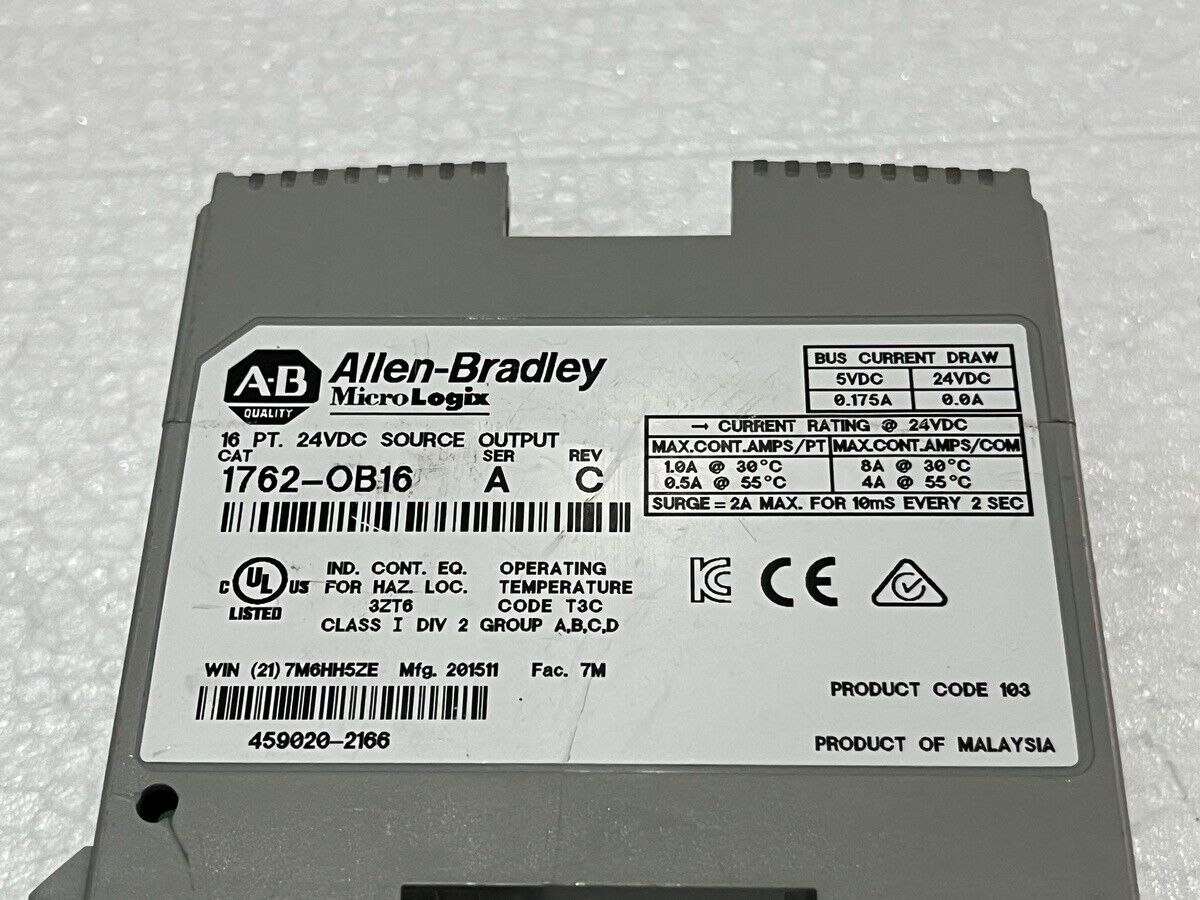 A-B
QUALITY
Allen-Bradley
MicroLogix
16 PT. 24VDC SOURCE OUTPUT
CAT SER REV
1762-OB16 A C
BUS CURRENT DRAW
5VDC 24VDC
0.175A 0.0A
→ CURRENT RATING @ 24VDC
MAX.CONT.AMPS/PT MAX.CONT.AMPS/COM
1.0A @ 30°C 8A @ 30°C
0.5A @ 55°C 4A @ 55°C
SURGE = 2A MAX. FOR 10mS EVERY 2 SEC
C UL US
LISTED
IND. CONT. EQ.
FOR HAZ. LOC.
3ZT6
OPERATING
TEMPERATURE
CODE T3C
CLASS I DIV 2 GROUP A,B,C,D
KC CE
WIN (21) 7M6HH5ZE Mfg. 201511 Fac. 7M
459020-2166
PRODUCT CODE 103
PRODUCT OF MALAYSIA